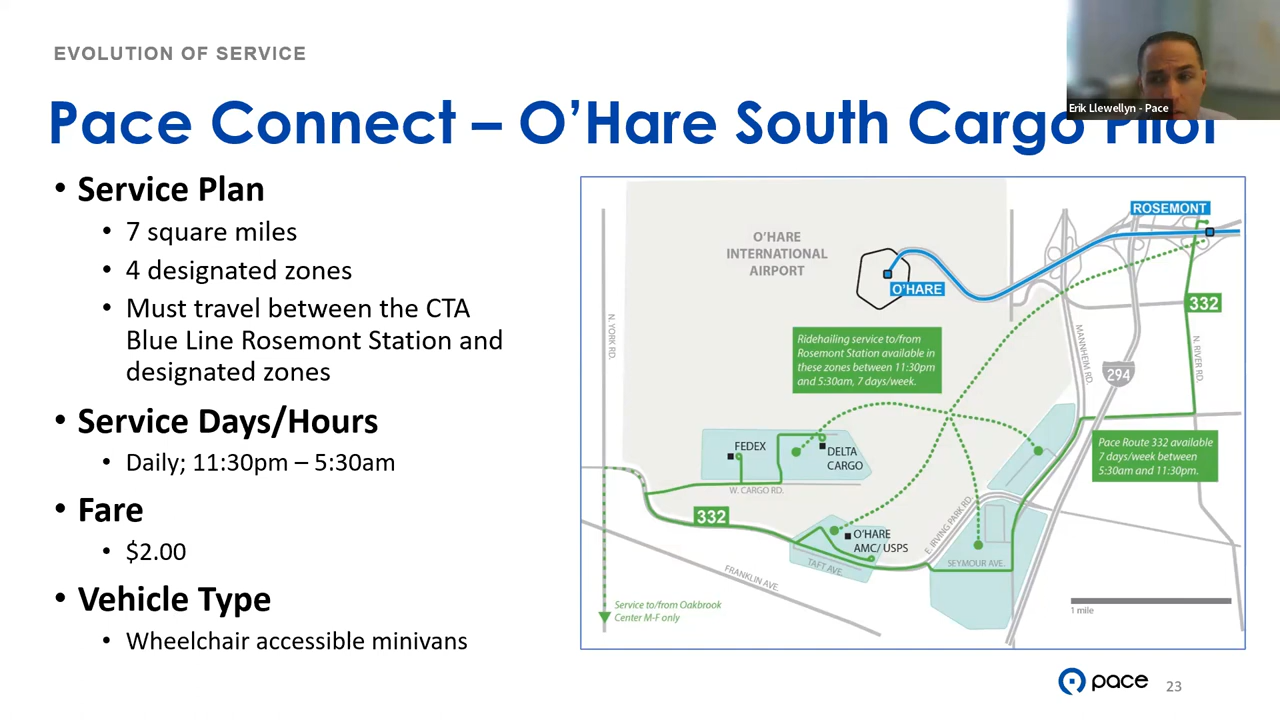 EVOLUTION OF SERVICE
Erik Llewellyn - Pace
Pace Connect – O’Hare South Cargo Pilot
• Service Plan
• 7 square miles
• 4 designated zones
• Must travel between the CTA
Blue Line Rosemont Station and
designated zones
• Service Days/Hours
• Daily; 11:30pm – 5:30am
• Fare
• $2.00
• Vehicle Type
• Wheelchair accessible minivans
ROSEMONT
O’HARE
INTERNATIONAL
AIRPORT
O’HARE
332
N. YORK RD.
MANNHEIM RD.
N. RIVER RD.
294
Ridehailing service to/from
Rosemont Station available in
these zones between 11:30pm
and 5:30am, 7 days/week.
Pace Route 332 available
7 days/week between
5:30am and 11:30pm.
FEDEX
DELTA
CARGO
W. CARGO RD.
332
E. IRVING PARK RD.
O’HARE
AMC/ USPS
TAFT AVE.
SEYMOUR AVE.
FRANKLIN AVE.
Service to/from Oakbrook
Center M-F only
1 mile
pace
23